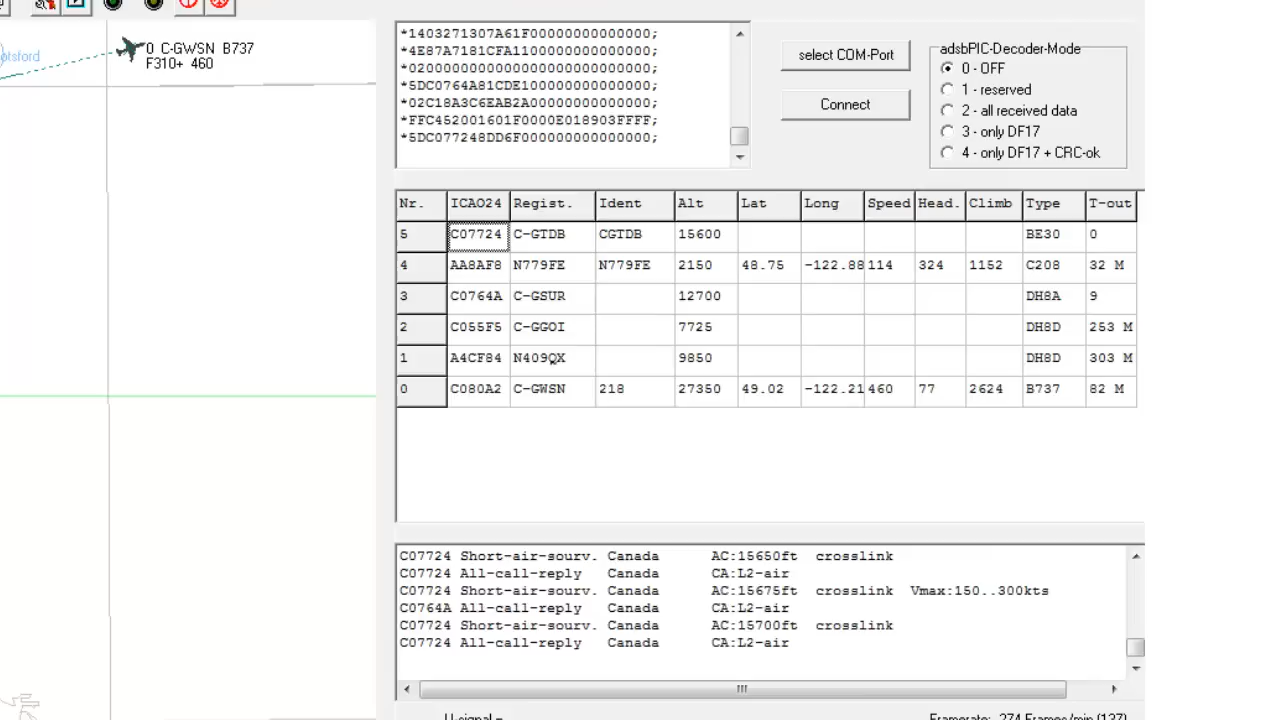 otsford
0 C-GWSN B737
F310+ 460
*1403271307A61F00000000000000;
*4E87A7181CFA1100000000000000;
*0200000000000000000000000000;
*5DC0764A81CDE100000000000000;
*02C18A3C6EAB2A00000000000000;
*FFC452001601F0000E018903FFFF;
*5DC077248DD6F000000000000000;
select COM-Port
Connect
adsbPIC-Decoder-Mode
0 - OFF
1 - reserved
2 - all received data
3 - only DF17
4 - only DF17 + CRC-ok
Nr. ICAO24 Regist. Ident Alt Lat Long Speed Head. Climb Type T-out
5 C07724 C-GTDB CGTDB 15600 BE30 0
4 AA8AF8 N779FE N779FE 2150 48.75 -122.88 114 324 1152 C208 32 M
3 C0764A C-GSUR 12700 DH8A 9
2 C055F5 C-GGOI 7725 DH8D 253 M
1 A4CF84 N409QX 9850 DH8D 303 M
0 C080A2 C-GWSN 218 27350 49.02 -122.21 460 77 2624 B737 82 M
C07724 Short-air-sourv. Canada AC:15650ft crosslink
C07724 All-call-reply Canada CA:L2-air
C07724 Short-air-sourv. Canada AC:15675ft crosslink Vmax:150..300kts
C0764A All-call-reply Canada CA:L2-air
C07724 Short-air-sourv. Canada AC:15700ft crosslink
C07724 All-call-reply Canada CA:L2-air
U-signal =
Framerate: 274 Frames/min (137)